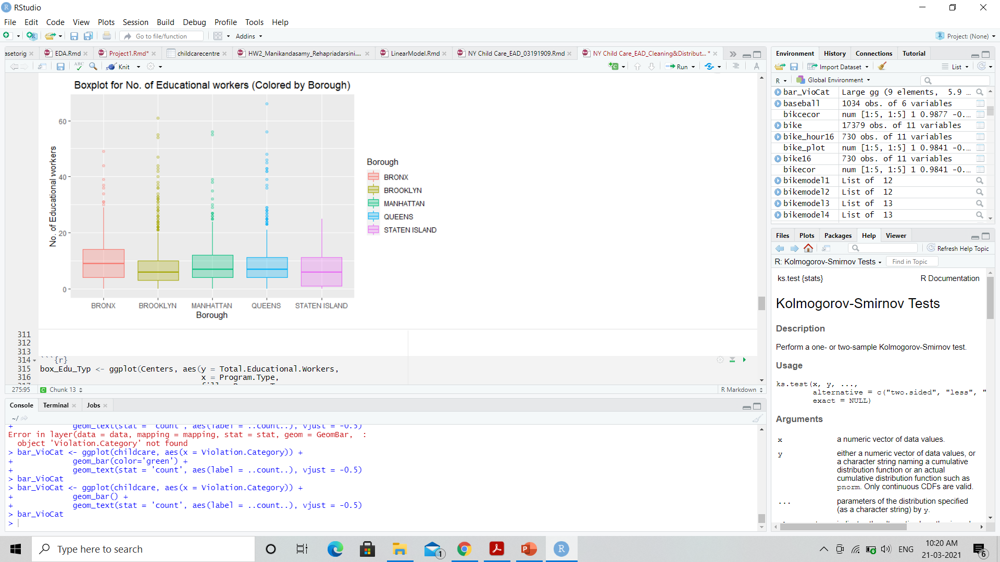 RStudio
File Edit Code View Plots Session Build Debug Profile Tools Help
Go to file/function
Addins
Project: (None)
asetorig
EDA.Rmd
Project1.Rmd*
childcarecentre
HW2_Manikandasamy_Rehapriadarsini....
LinearModel.Rmd
NY Child Care_EAD_03191909.Rmd
NY Child Care_EAD_Cleaning&Distribut... *
ABC
Knit
Run
Boxplot for No. of Educational workers (Colored by Borough)
No. of Educational workers
60
40
20
0
BRONX BROOKLYN MANHATTAN QUEENS STATEN ISLAND
Borough
Borough
BRONX
BROOKLYN
MANHATTAN
QUEENS
STATEN ISLAND
311
312
313
314 ```{r}
315 box_Edu_Typ <- ggplot(Centers, aes(y = Total.Educational.Workers,
316 x = Program.Type,
275:95
Chunk 13
R Markdown
Console Terminal Jobs
~/
+ geom_text(stat = 'count', aes(label = ..count..), vjust = -0.5)
Error in layer(data = data, mapping = mapping, stat = stat, geom = GeomBar,  :
object 'Violation.Category' not found
> bar_VioCat <- ggplot(childcare, aes(x = Violation.Category)) +
+ geom_bar(color='green') +
+ geom_text(stat = 'count', aes(label = ..count..), vjust = -0.5)
> bar_VioCat
> bar_VioCat <- ggplot(childcare, aes(x = Violation.Category)) +
+ geom_bar() +
+ geom_text(stat = 'count', aes(label = ..count..), vjust = -0.5)
> bar_VioCat
>
Environment History Connections Tutorial
Import Dataset
List
R
Global Environment
bar_VioCat Large gg (9 elements,  5.9 …
baseball 1034 obs. of 6 variables
bikcecor num [1:5, 1:5] 1 0.9877 -0.…
bike 17379 obs. of 11 variables
bike_hour16 730 obs. of 11 variables
bike_plot num [1:5, 1:5] 1 0.9841 -0.…
bike16 730 obs. of 11 variables
bikecor num [1:5, 1:5] 1 0.9841 -0.…
bikemodel1 List of  12
bikemodel2 List of  12
bikemodel3 List of  13
bikemodel4 List of  13
Files Plots Packages Help Viewer
Refresh Help Topic
R: Kolmogorov-Smirnov Tests
Find in Topic
ks.test {stats}
R Documentation
Kolmogorov-Smirnov Tests
Description
Perform a one- or two-sample Kolmogorov-Smirnov test.
Usage
ks.test(x, y, ...,
alternative = c("two.sided", "less", "
exact = NULL)
Arguments
x a numeric vector of data values.
y either a numeric vector of data values, or
a character string naming a cumulative
distribution function or an actual
cumulative distribution function such as
pnorm. Only continuous CDFs are valid.
... parameters of the distribution specified
(as a character string) by y.
Type here to search
1
ENG
10:20 AM
21-03-2021
6